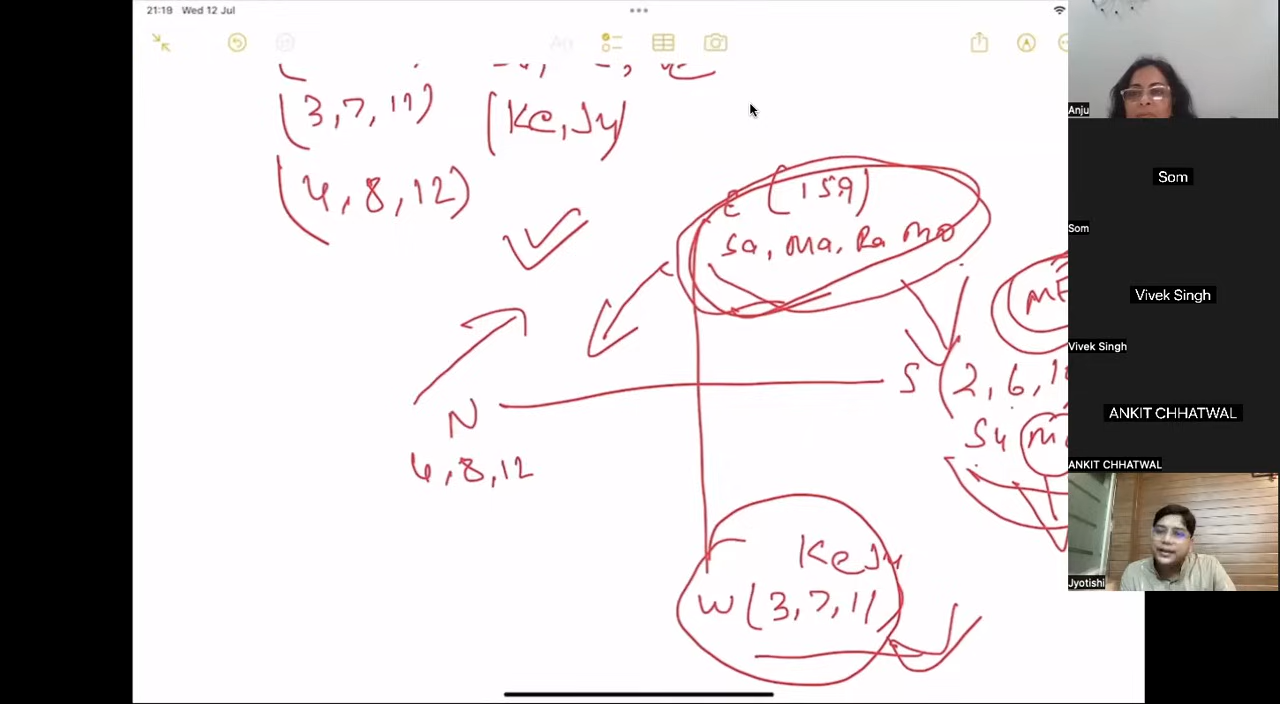 21:19 Wed 12 Jul
(3, 7, 11) (Ke, Ju)
(4, 8, 12)
E (159)
Sa, Ma, Ra Mo
S (2, 6, 1
Su
N
4, 8, 12
Ke Ju
W (3, 7, 11)
Anju
Som
Som
Vivek Singh
Vivek Singh
ANKIT CHHATWAL
ANKIT CHHATWAL
Jyotishi